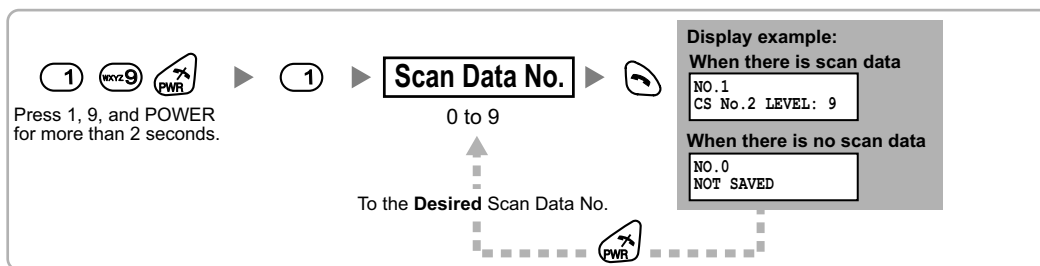 1) WXYZ9 PWR
1)
Scan Data No.
0 to 9
Press 1, 9, and POWER
for more than 2 seconds.
Display example:
When there is scan data
NO.1
CS No.2 LEVEL: 9
When there is no scan data
NO.0
NOT SAVED
To the Desired Scan Data No.
PWR